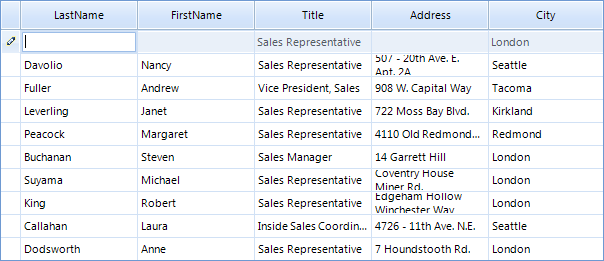 LastName FirstName Title Address City
Sales Representative London
Davolio Nancy Sales Representative 507 - 20th Ave. E. Apt. 2A Seattle
Fuller Andrew Vice President, Sales 908 W. Capital Way Tacoma
Leverling Janet Sales Representative 722 Moss Bay Blvd. Kirkland
Peacock Margaret Sales Representative 4110 Old Redmond... Redmond
Buchanan Steven Sales Manager 14 Garrett Hill London
Suyama Michael Sales Representative Coventry House Miner Rd. London
King Robert Sales Representative Edgeham Hollow Winchester Way London
Callahan Laura Inside Sales Coordin... 4726 - 11th Ave. N.E. Seattle
Dodsworth Anne Sales Representative 7 Houndstooth Rd. London